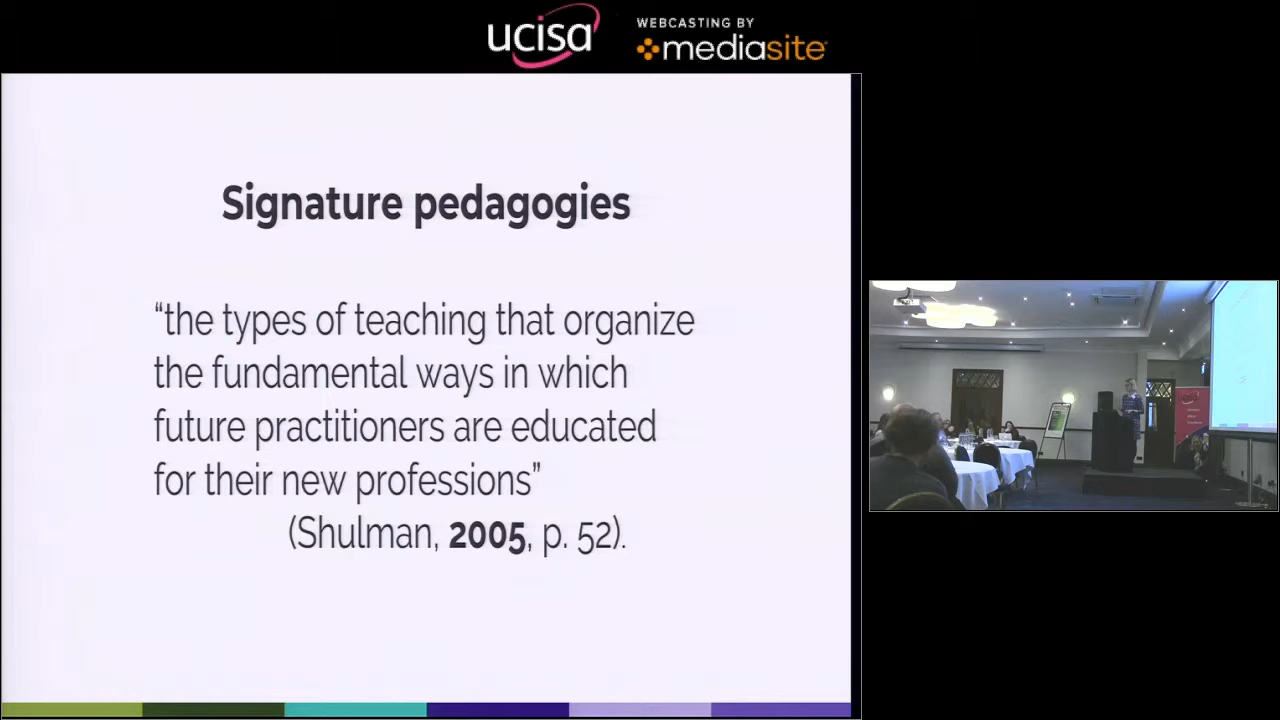 ucisa
WEBCASTING BY
mediasite
Signature pedagogies
“the types of teaching that organize
the fundamental ways in which
future practitioners are educated
for their new professions”
(Shulman, 2005, p. 52).